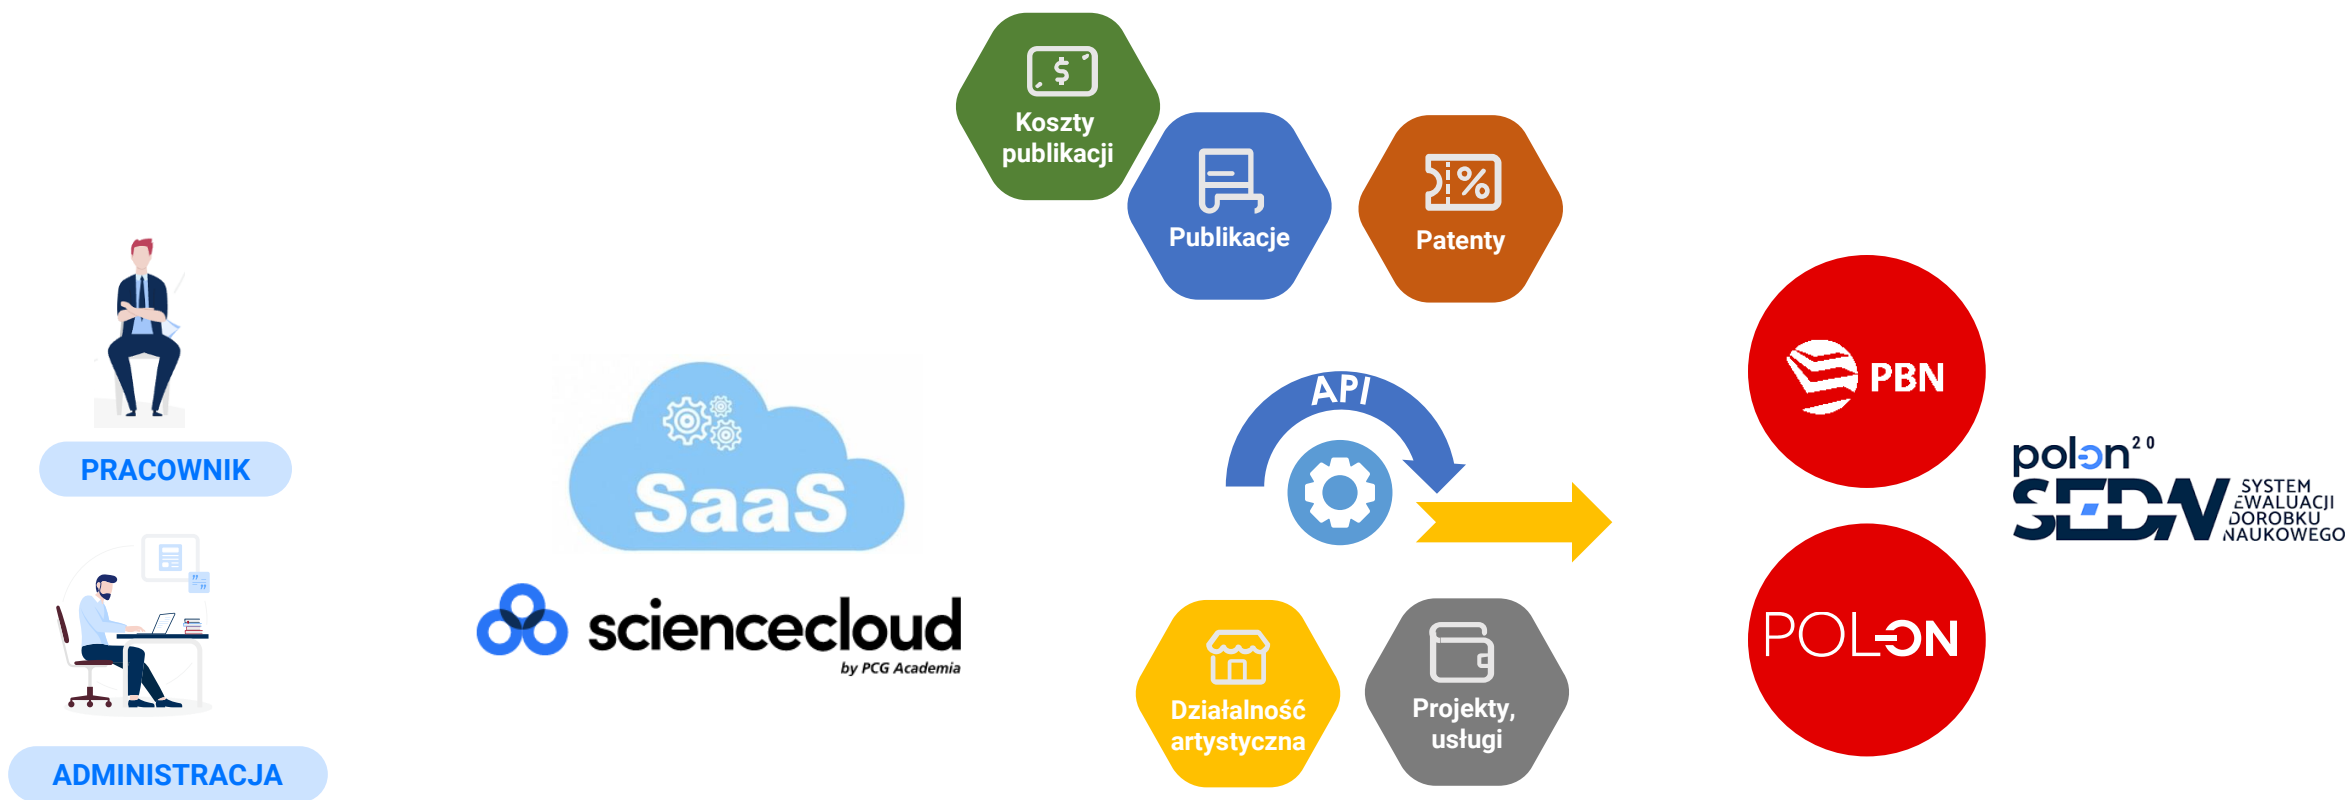 PRACOWNIK
ADMINISTRACJA
SaaS
sciencecloud
by PCG Academia
Koszty
publikacji
Publikacje
Patenty
API
Działalność
artystyczna
Projekty,
usługi
PBN
POL-ON
polon 2 0
SEDN
SYSTEM
EWALUACJI
DOROBKU
NAUKOWEGO